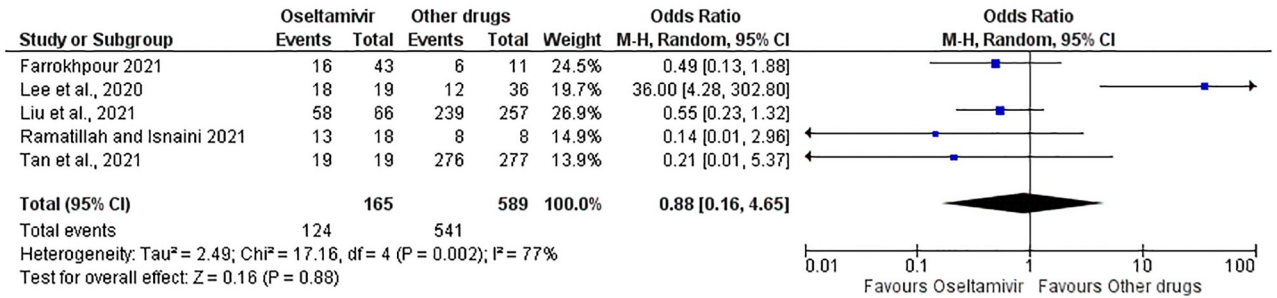 Oseltamivir Other drugs Odds Ratio Odds Ratio
Study or Subgroup Events Total Events Total Weight M-H, Random, 95% CI M-H, Random, 95% CI
Farrokhpour 2021 16 43 6 11 24.5% 0.49 [0.13, 1.88]
Lee et al., 2020 18 19 12 36 19.7% 36.00 [4.28, 302.80]
Liu et al., 2021 58 66 239 257 26.9% 0.55 [0.23, 1.32]
Ramatillah and Isnaini 2021 13 18 8 8 14.9% 0.14 [0.01, 2.96]
Tan et al., 2021 19 19 276 277 13.9% 0.21 [0.01, 5.37]
Total (95% CI) 165 589 100.0% 0.88 [0.16, 4.65]
Total events 124 541
Heterogeneity: Tau² = 2.49; Chi² = 17.16, df = 4 (P = 0.002); I² = 77%
Test for overall effect: Z = 0.16 (P = 0.88)
0.01 0.1 1 10 100
Favours Oseltamivir Favours Other drugs